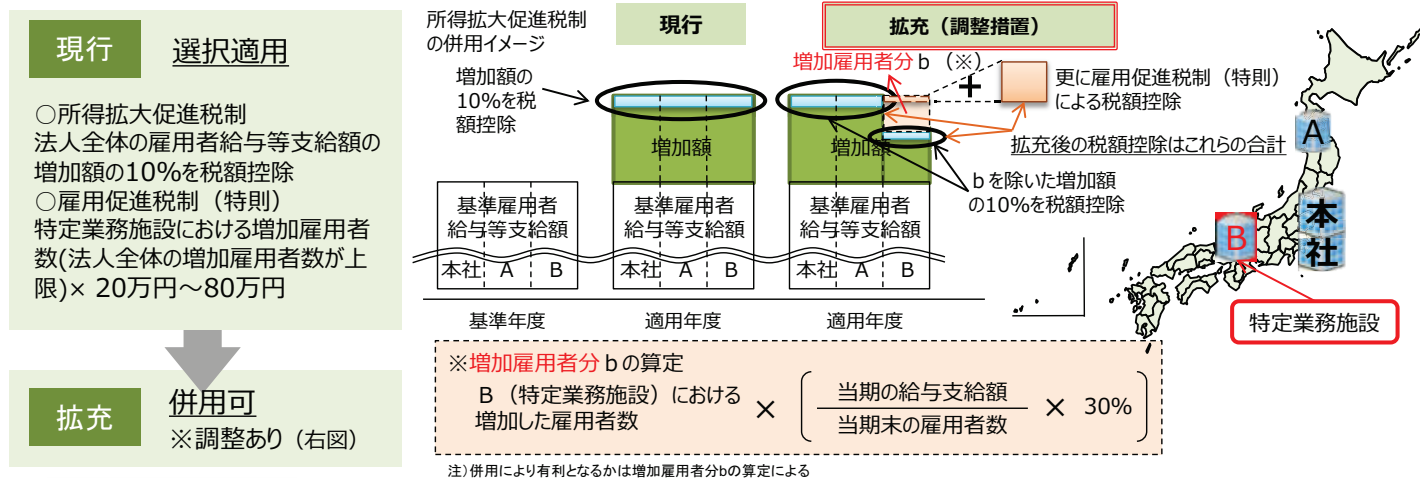 現行
選択適用
○所得拡大促進税制
法人全体の雇用者給与等支給額の
増加額の10%を税額控除
○雇用促進税制（特則）
特定業務施設における増加雇用者
数(法人全体の増加雇用者数が上
限)× 20万円～80万円
拡充
併用可
※調整あり（右図）
所得拡大促進税制
の併用イメージ
現行
拡充（調整措置）
増加額の
10%を税
額控除
増加雇用者分ｂ（※）
＋
更に雇用促進税制（特則）
による税額控除
増加額
増加額
拡充後の税額控除はこれらの合計
ｂを除いた増加額
の10%を税額控除
基準雇用者
給与等支給額
基準雇用者
給与等支給額
基準雇用者
給与等支給額
本社 A B
本社 A B
本社 A B
基準年度
適用年度
適用年度
A
本社
B
特定業務施設
※増加雇用者分ｂの算定
B （特定業務施設）における
増加した雇用者数
×
当期の給与支給額
当期末の雇用者数
× 30%
注）併用により有利となるかは増加雇用者分bの算定による